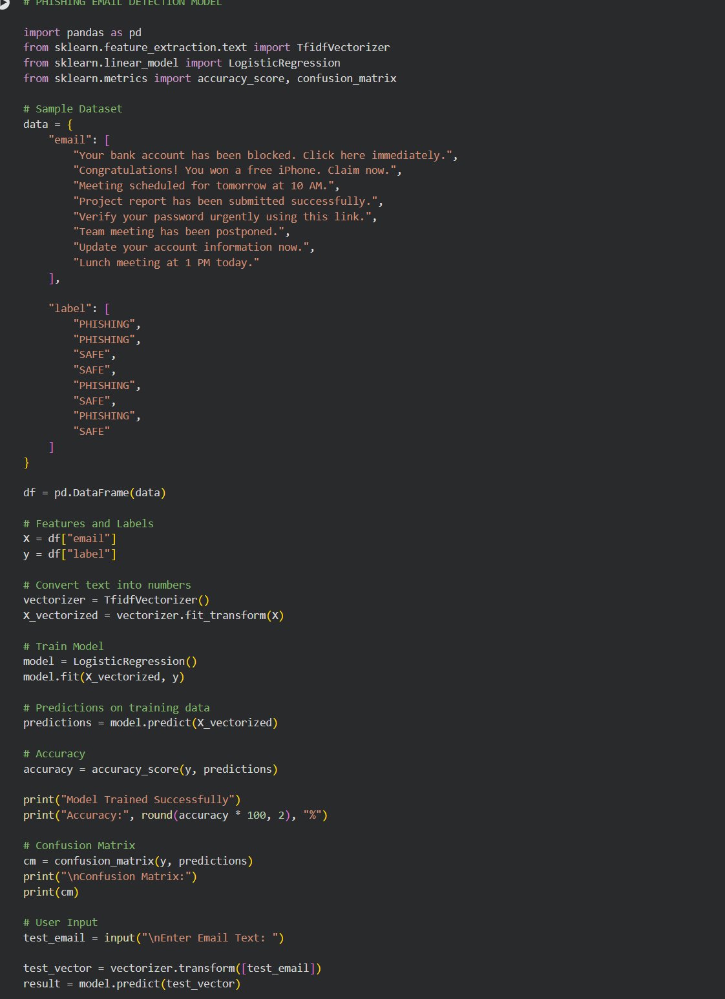 # PHISHING EMAIL DETECTION MODEL
import pandas as pd
from sklearn.feature_extraction.text import TfidfVectorizer
from sklearn.linear_model import LogisticRegression
from sklearn.metrics import accuracy_score, confusion_matrix
# Sample Dataset
data = {
    "email": [
        "Your bank account has been blocked. Click here immediately.",
        "Congratulations! You won a free iPhone. Claim now.",
        "Meeting scheduled for tomorrow at 10 AM.",
        "Project report has been submitted successfully.",
        "Verify your password urgently using this link.",
        "Team meeting has been postponed.",
        "Update your account information now.",
        "Lunch meeting at 1 PM today."
    ],
    "label": [
        "PHISHING",
        "PHISHING",
        "SAFE",
        "SAFE",
        "PHISHING",
        "SAFE",
        "PHISHING",
        "SAFE"
    ]
}
df = pd.DataFrame(data)
# Features and Labels
X = df["email"]
y = df["label"]
# Convert text into numbers
vectorizer = TfidfVectorizer()
X_vectorized = vectorizer.fit_transform(X)
# Train Model
model = LogisticRegression()
model.fit(X_vectorized, y)
# Predictions on training data
predictions = model.predict(X_vectorized)
# Accuracy
accuracy = accuracy_score(y, predictions)
print("Model Trained Successfully")
print("Accuracy:", round(accuracy * 100, 2), "%")
# Confusion Matrix
cm = confusion_matrix(y, predictions)
print("\nConfusion Matrix:")
print(cm)
# User Input
test_email = input("\nEnter Email Text: ")
test_vector = vectorizer.transform([test_email])
result = model.predict(test_vector)